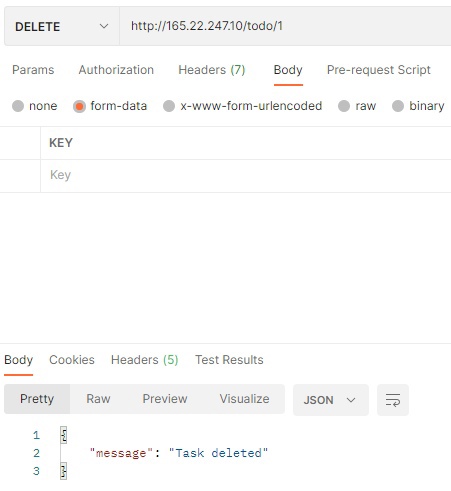 DELETE http://165.22.247.10/todo/1
Params Authorization Headers (7) Body Pre-request Script
none form-data x-www-form-urlencoded raw binary
KEY
Key
Body Cookies Headers (5) Test Results
Pretty Raw Preview Visualize JSON
1 {
2 "message": "Task deleted"
3 }